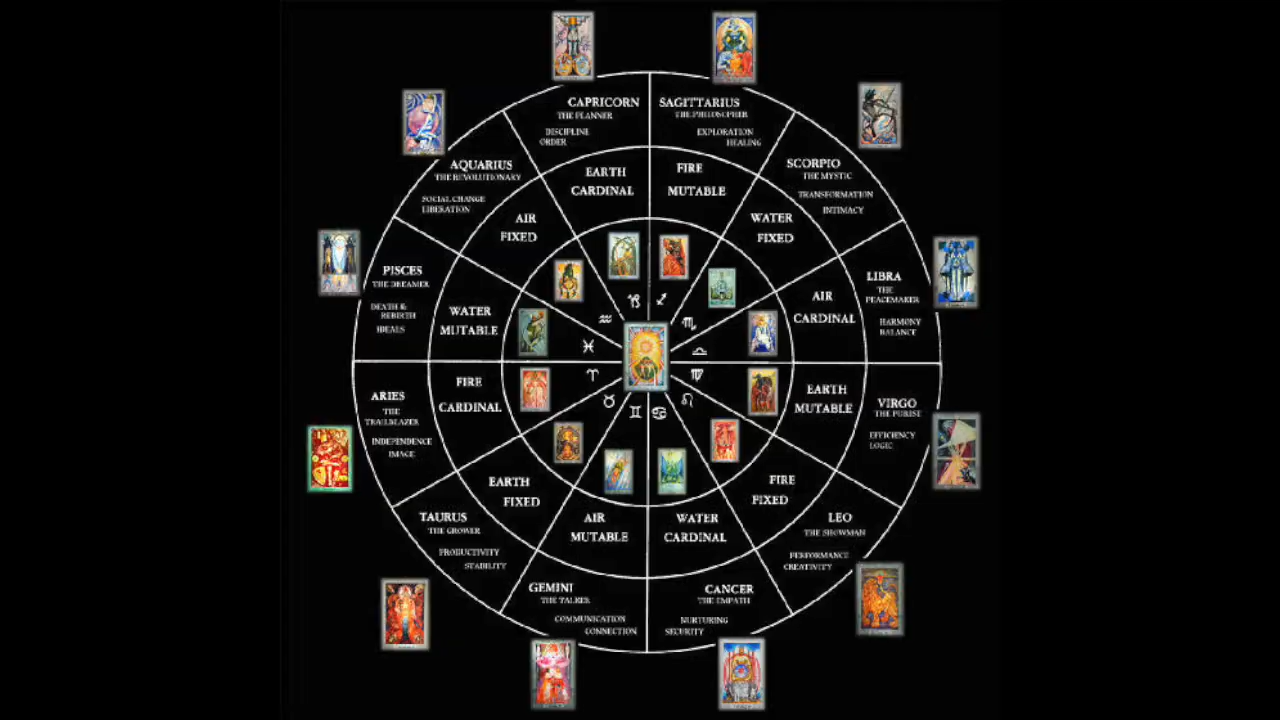 CAPRICORN
THE PLANNER
DISCIPLINE
ORDER
SAGITTARIUS
THE PHILOSOPHER
EXPLORATION
HEALING
AQUARIUS
THE REVOLUTIONARY
SOCIAL CHANGE
LIBERATION
SCORPIO
THE MYSTIC
TRANSFORMATION
INTIMACY
EARTH
CARDINAL
FIRE
MUTABLE
AIR
FIXED
WATER
FIXED
PISCES
THE DREAMER
DEATH &
REBIRTH
IDEALS
WATER
MUTABLE
AIR
CARDINAL
LIBRA
THE
PEACEMAKER
HARMONY
BALANCE
♑ ♐
♒ ♏
♓ ♎
♈ ♍
♉ ♌
♊ ♋
ARIES
THE
TRAILBLAZER
INDEPENDENCE
IMAGE
FIRE
CARDINAL
EARTH
MUTABLE
VIRGO
THE PURIST
EFFICIENCY
LOGIC
EARTH
FIXED
AIR
MUTABLE
WATER
CARDINAL
FIRE
FIXED
TAURUS
THE GROWER
PRODUCTIVITY
STABILITY
LEO
THE SHOWMAN
PERFORMANCE
CREATIVITY
GEMINI
THE TALKER
COMMUNICATION
CONNECTION
CANCER
THE EMPATH
NURTURING
SECURITY